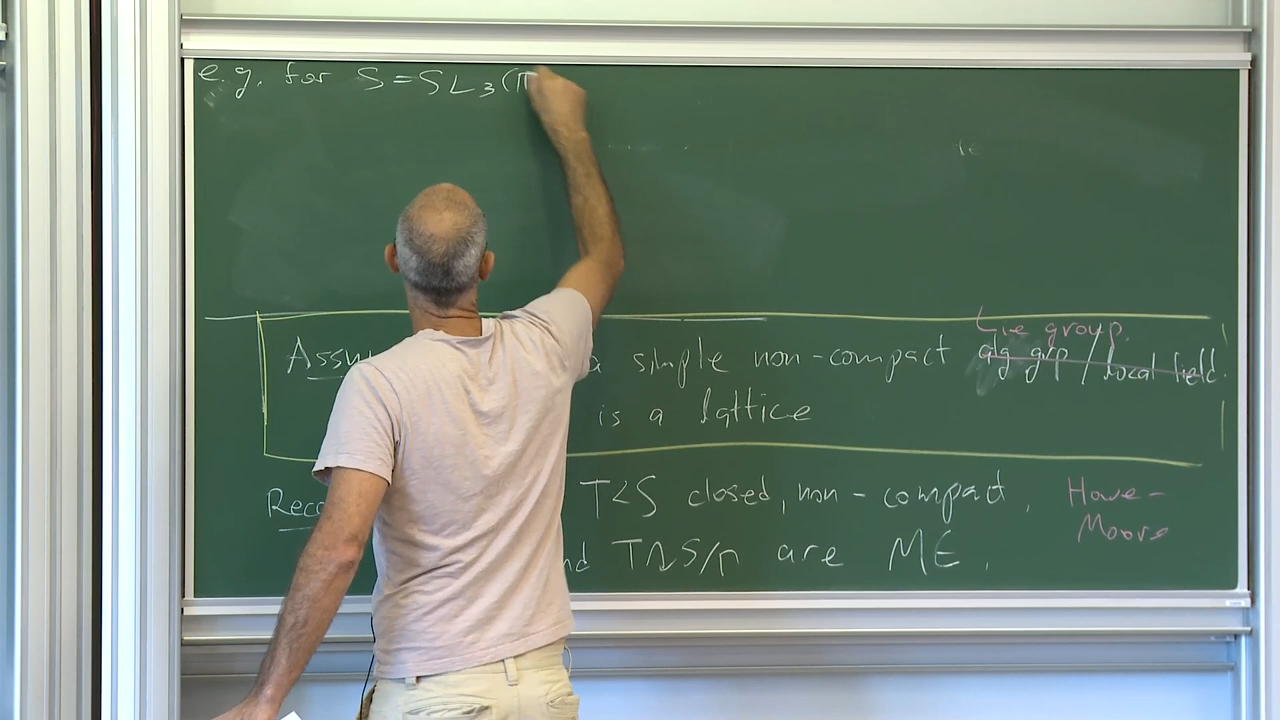 e.g. for S = SL₃(
Lie group.
Assu a simple non-compact alg grp / local field.
is a lattice
Reco T<S closed, non-compact, Howe-
Moore
nd T↷S/Γ are ME.